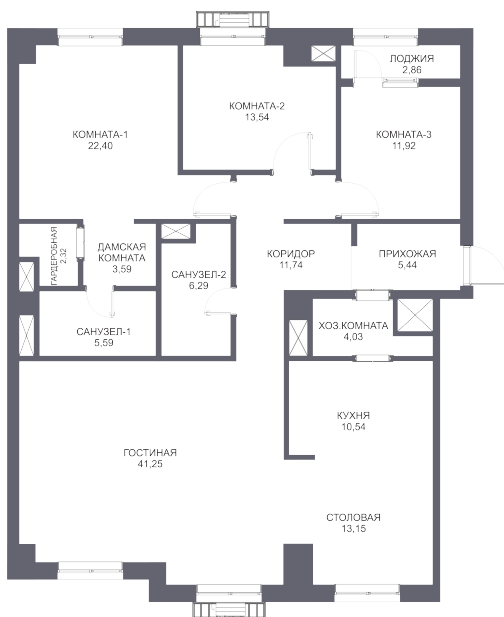 ЛОДЖИЯ
2,86
КОМНАТА-2
13,54
КОМНАТА-1
22,40
КОМНАТА-3
11,92
ГАРДЕРОБНАЯ
2,32
ДАМСКАЯ
КОМНАТА
3,59
САНУЗЕЛ-2
6,29
КОРИДОР
11,74
ПРИХОЖАЯ
5,44
САНУЗЕЛ-1
5,59
ХОЗ.КОМНАТА
4,03
КУХНЯ
10,54
ГОСТИНАЯ
41,25
СТОЛОВАЯ
13,15